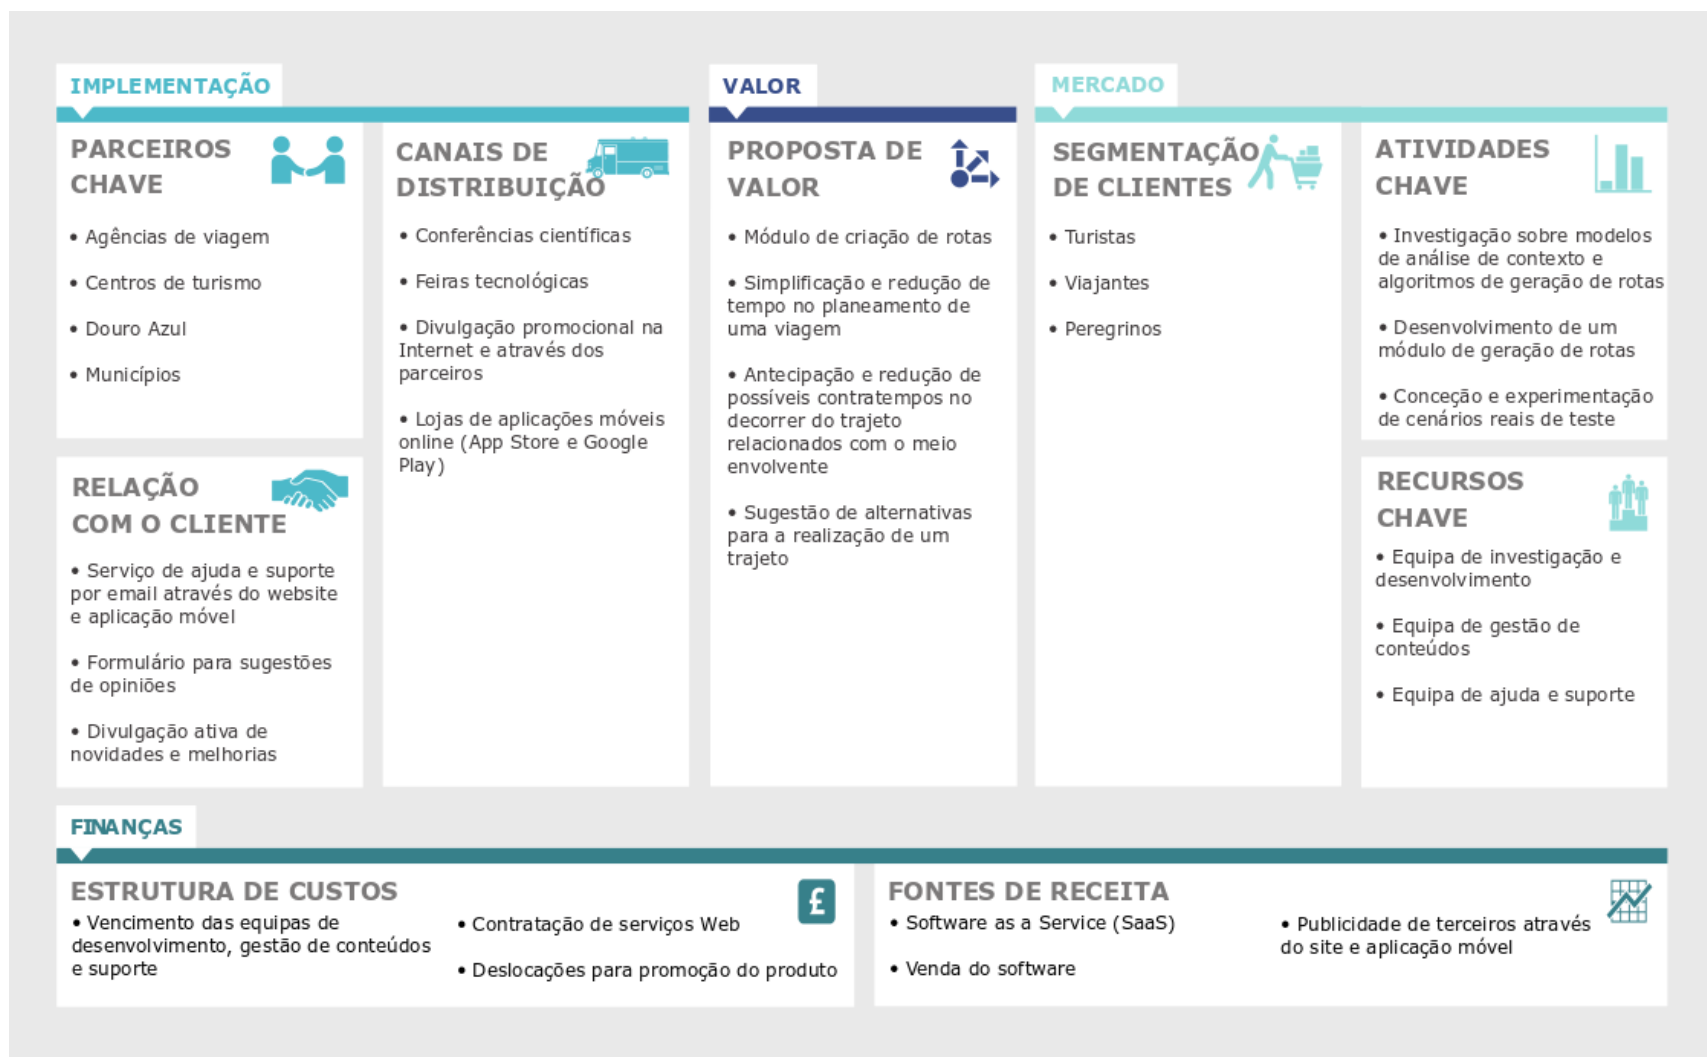 IMPLEMENTAÇÃO
PARCEIROS
CHAVE
• Agências de viagem
• Centros de turismo
• Douro Azul
• Municípios
RELAÇÃO
COM O CLIENTE
• Serviço de ajuda e suporte
por email através do website
e aplicação móvel
• Formulário para sugestões
de opiniões
• Divulgação ativa de
novidades e melhorias
CANAIS DE
DISTRIBUIÇÃO
• Conferências científicas
• Feiras tecnológicas
• Divulgação promocional na
Internet e através dos
parceiros
• Lojas de aplicações móveis
online (App Store e Google
Play)
VALOR
PROPOSTA DE
VALOR
• Módulo de criação de rotas
• Simplificação e redução de
tempo no planeamento de
uma viagem
• Antecipação e redução de
possíveis contratempos no
decorrer do trajeto
relacionados com o meio
envolvente
• Sugestão de alternativas
para a realização de um
trajeto
MERCADO
SEGMENTAÇÃO
DE CLIENTES
• Turistas
• Viajantes
• Peregrinos
ATIVIDADES
CHAVE
• Investigação sobre modelos
de análise de contexto e
algoritmos de geração de rotas
• Desenvolvimento de um
módulo de geração de rotas
• Conceção e experimentação
de cenários reais de teste
RECURSOS
CHAVE
• Equipa de investigação e
desenvolvimento
• Equipa de gestão de
conteúdos
• Equipa de ajuda e suporte
FINANÇAS
ESTRUTURA DE CUSTOS
• Vencimento das equipas de
desenvolvimento, gestão de conteúdos
e suporte
• Contratação de serviços Web
• Deslocações para promoção do produto
£
FONTES DE RECEITA
• Software as a Service (SaaS)
• Venda do software
• Publicidade de terceiros através
do site e aplicação móvel